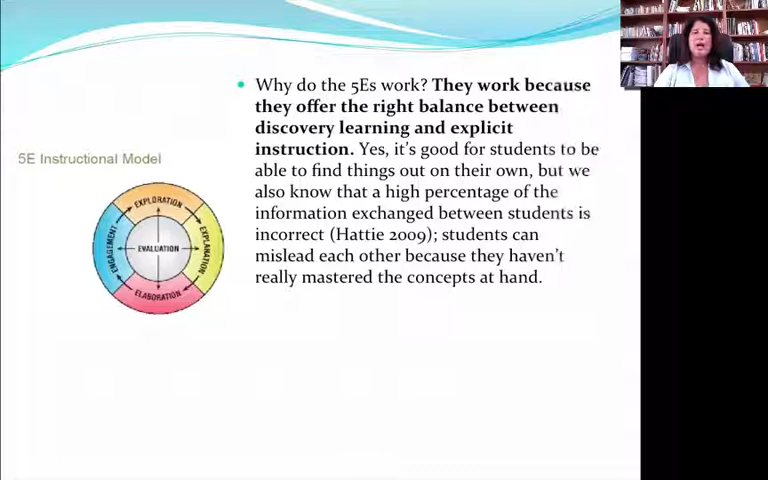 Why do the 5Es work? They work because
they offer the right balance between
discovery learning and explicit
instruction. Yes, it's good for students to be
able to find things out on their own, but we
also know that a high percentage of the
information exchanged between students is
incorrect (Hattie 2009); students can
mislead each other because they haven't
really mastered the concepts at hand.
5E Instructional Model
EXPLORATION
ENGAGEMENT
EVALUATION
EXPLANATION
ELABORATION